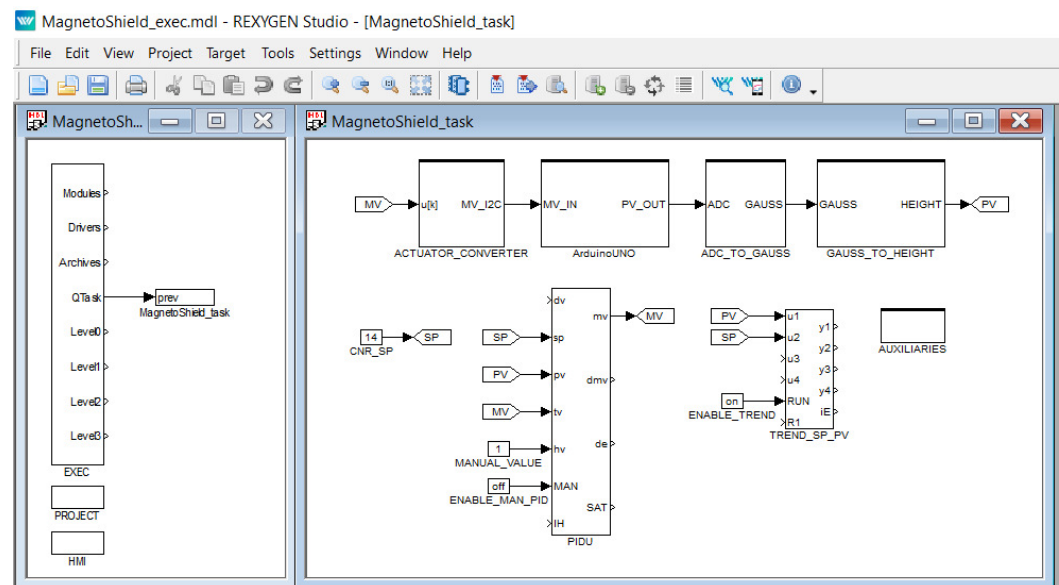 MagnetoShield_exec.mdl - REXYGEN Studio - [MagnetoShield_task]
File Edit View Project Target Tools Settings Window Help
MagnetoSh...
Modules
Drivers
Archives
QTask
prev
MagnetoShield_task
Level0
Level1
Level2
Level3
EXEC
PROJECT
HMI
MagnetoShield_task
MV
u[k] MV_I2C
ACTUATOR_CONVERTER
MV_IN PV_OUT
ArduinoUNO
ADC GAUSS
ADC_TO_GAUSS
GAUSS HEIGHT
GAUSS_TO_HEIGHT
PV
14
CNR_SP
SP
SP
PV
MV
1
MANUAL_VALUE
off
ENABLE_MAN_PID
dv
mv
sp
pv
dmv
tv
hv
de
MAN
SAT
IH
PIDU
MV
PV
SP
on
ENABLE_TREND
u1
y1
u2
y2
u3
y3
u4
y4
RUN
iE
R1
TREND_SP_PV
AUXILIARIES